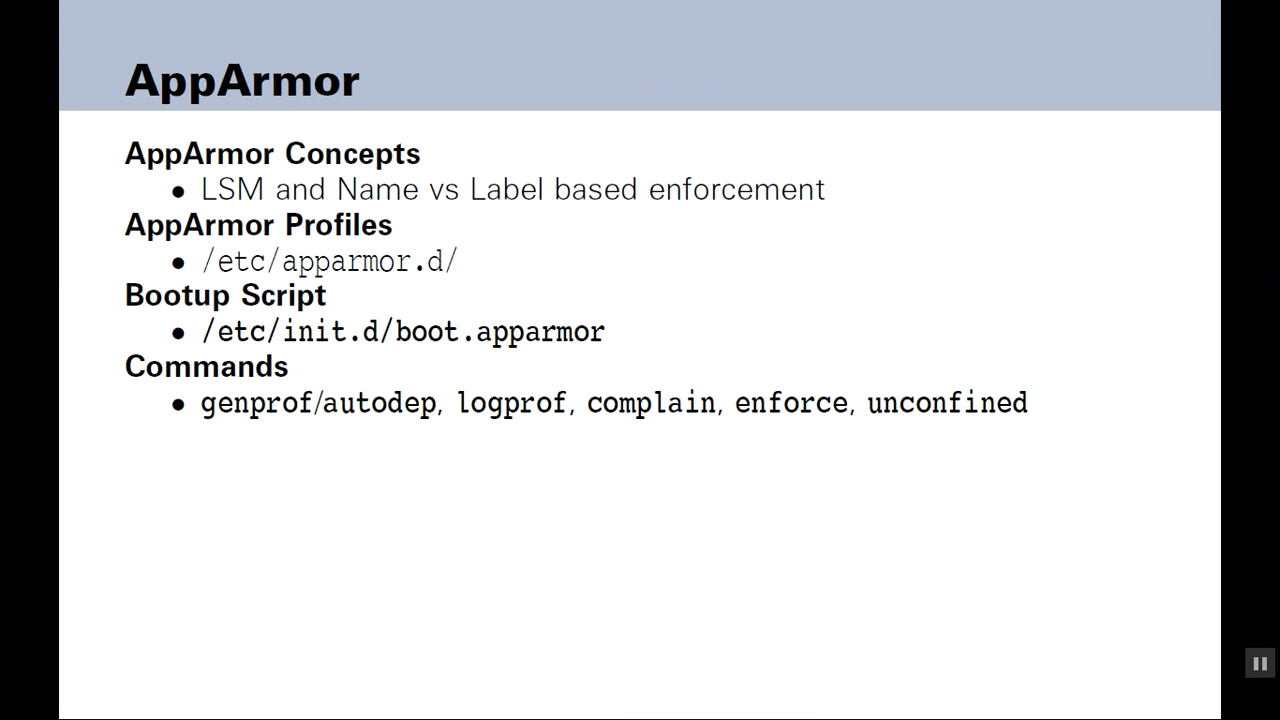 AppArmor
AppArmor Concepts
● LSM and Name vs Label based enforcement
AppArmor Profiles
● /etc/apparmor.d/
Bootup Script
● /etc/init.d/boot.apparmor
Commands
● genprof/autodep, logprof, complain, enforce, unconfined